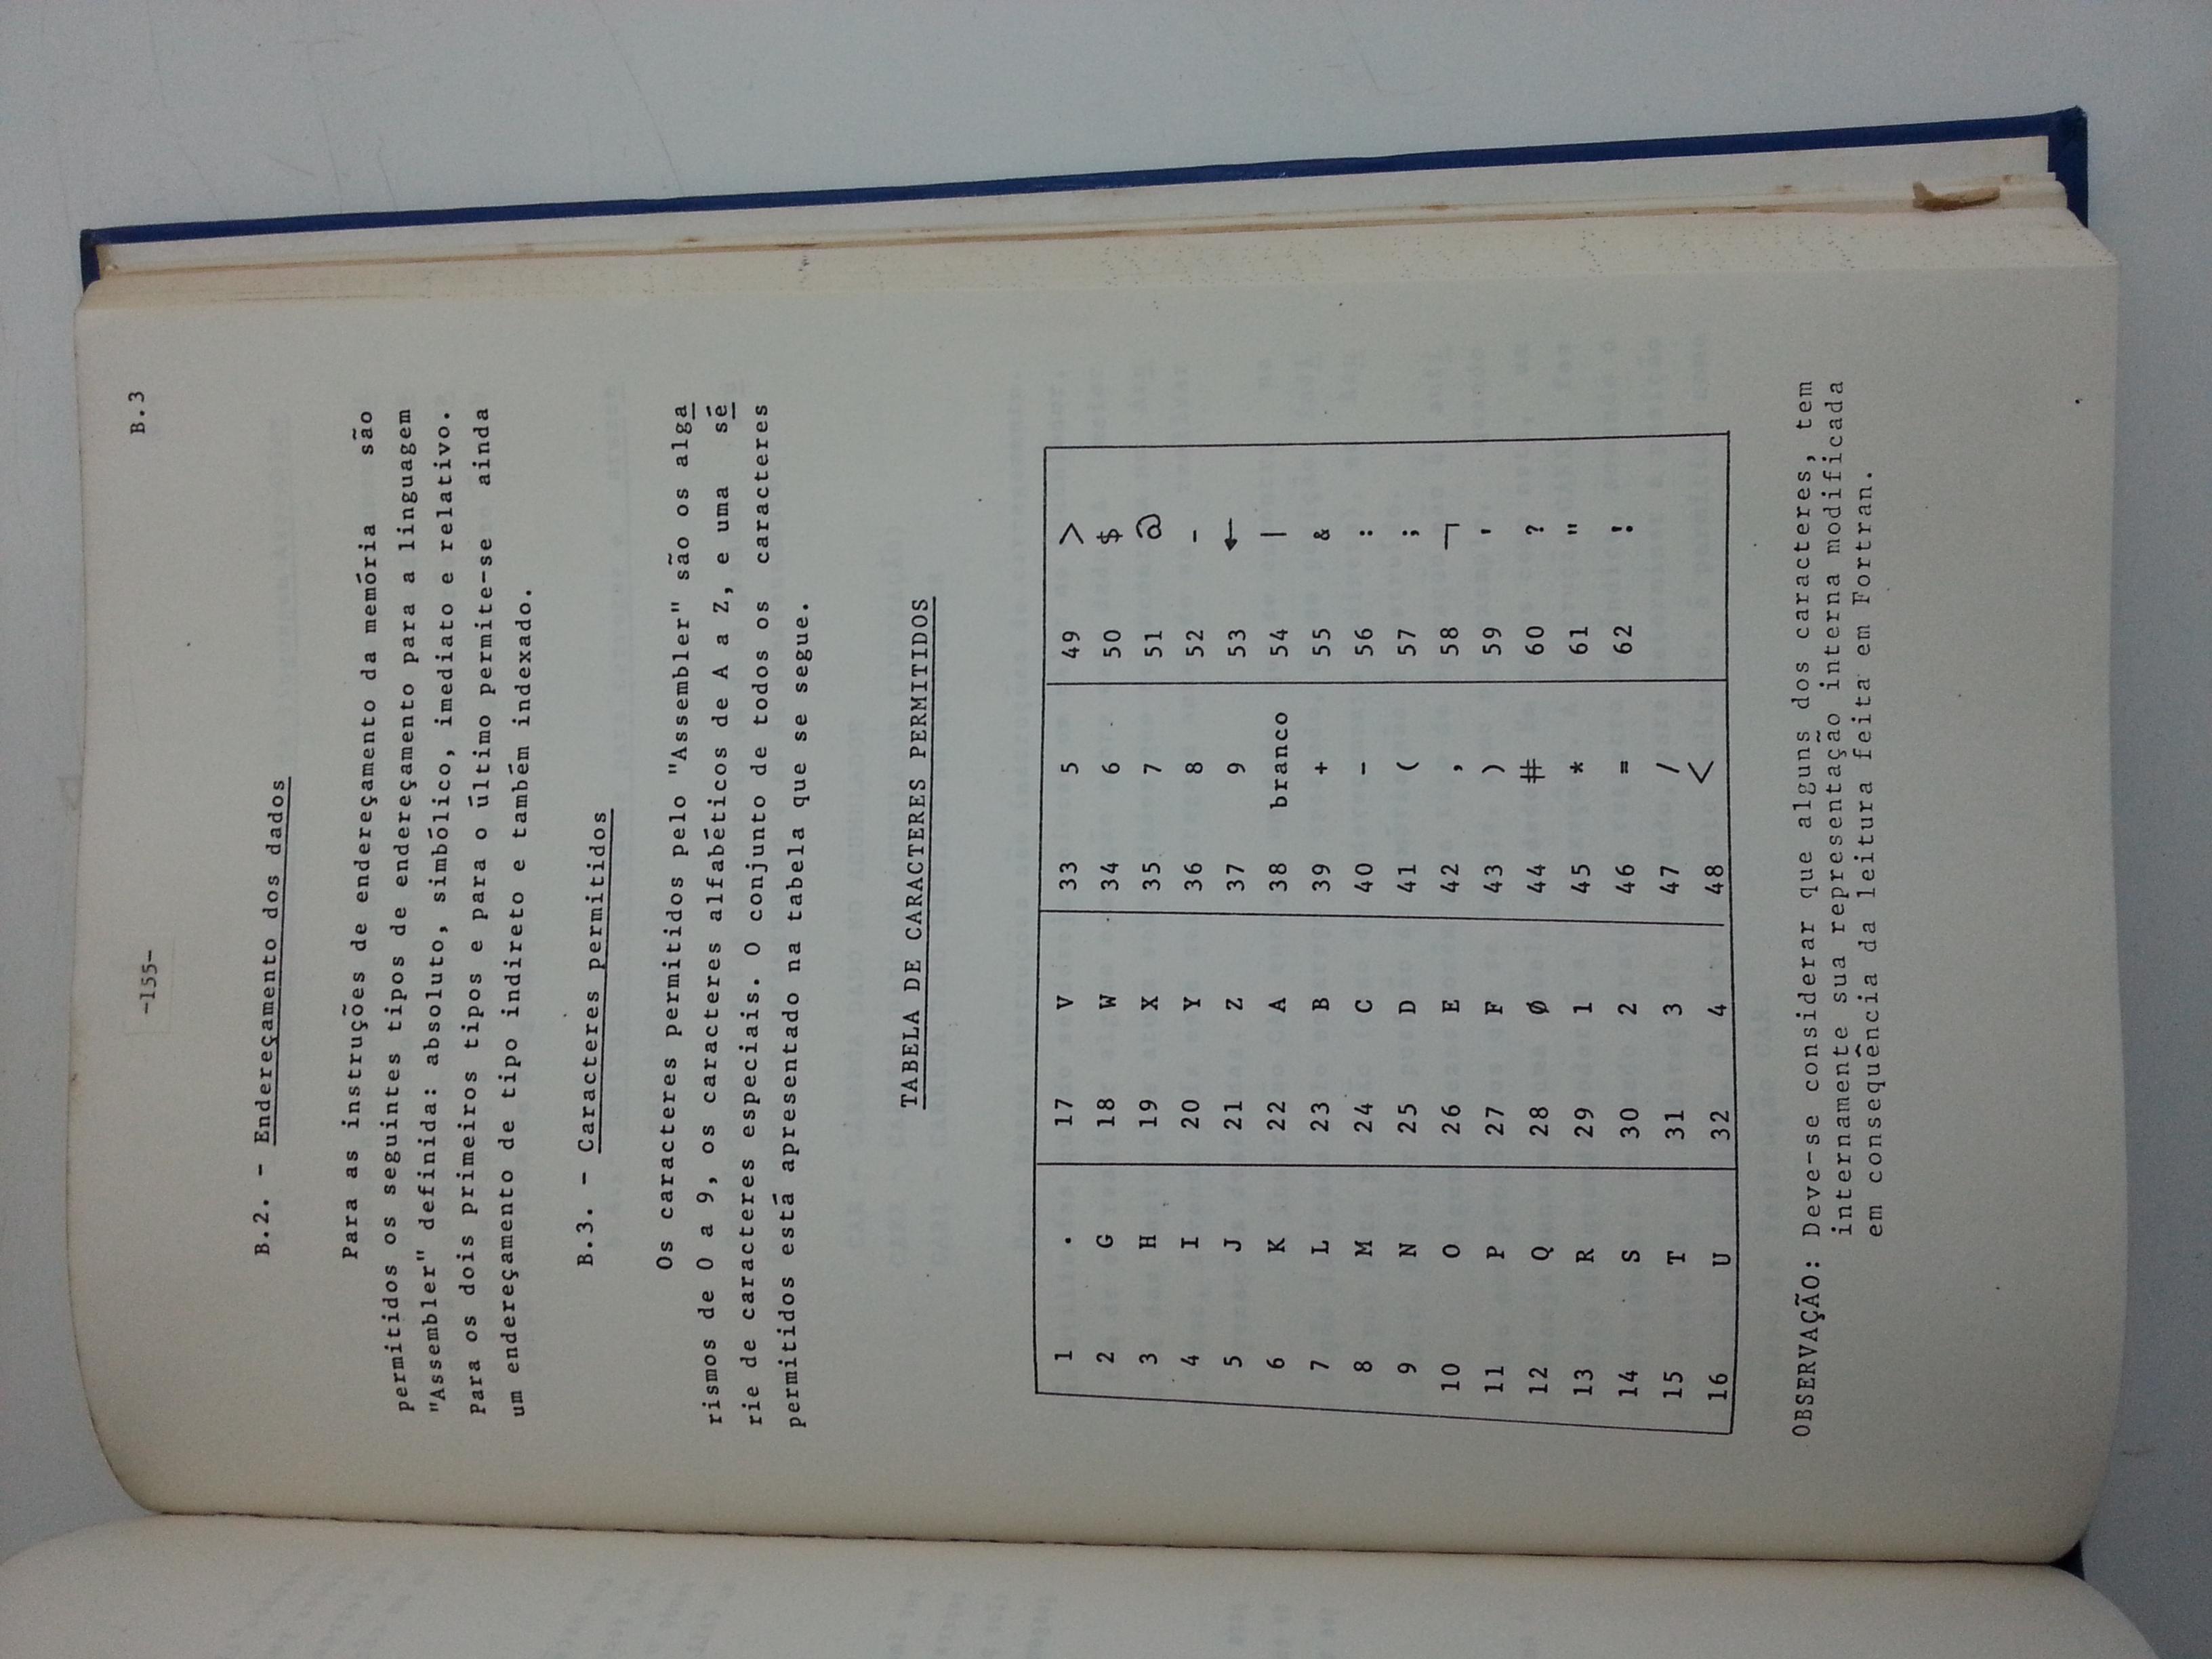 -155- B.3
B.2. - Endereçamento dos dados
Para as instruções de endereçamento da memória são
permitidos os seguintes tipos de endereçamento para a linguagem
"Assembler" definida: absoluto, simbólico, imediato e relativo.
Para os dois primeiros tipos e para o último permite-se ainda
um endereçamento de tipo indireto e também indexado.
B.3. - Caracteres permitidos
Os caracteres permitidos pelo "Assembler" são os alga
rismos de 0 a 9, os caracteres alfabéticos de A a Z, e uma sé
rie de caracteres especiais. O conjunto de todos os caracteres
permitidos está apresentado na tabela que se segue.
TABELA DE CARACTERES PERMITIDOS
1 . 17 V 33 5 49 >
2 G 18 W 34 6 50 $
3 H 19 X 35 7 51 @
4 I 20 Y 36 8 52 -
5 J 21 Z 37 9 53 ←
6 K 22 A 38 branco 54 |
7 L 23 B 39 + 55 &
8 M 24 C 40 - 56 :
9 N 25 D 41 ( 57 ;
10 O 26 E 42 , 58 ¬
11 P 27 F 43 ) 59 '
12 Q 28 Ø 44 # 60 ?
13 R 29 1 45 * 61 "
14 S 30 2 46 = 62 !
15 T 31 3 47 /
16 U 32 4 48 <
OBSERVAÇÃO: Deve-se considerar que alguns dos caracteres, tem
internamente sua representação interna modificada
em consequência da leitura feita em Fortran.